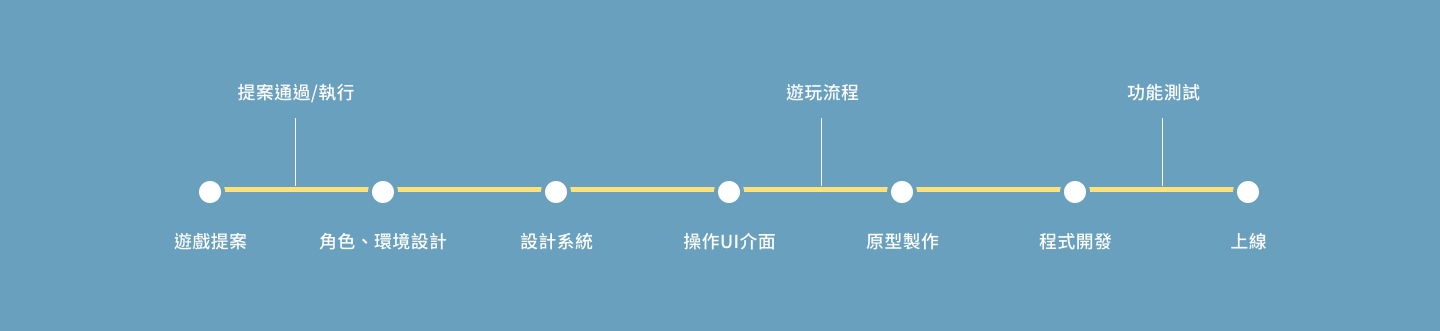 提案通過/執行
遊玩流程
功能測試
遊戲提案
角色、環境設計
設計系統
操作UI介面
原型製作
程式開發
上線